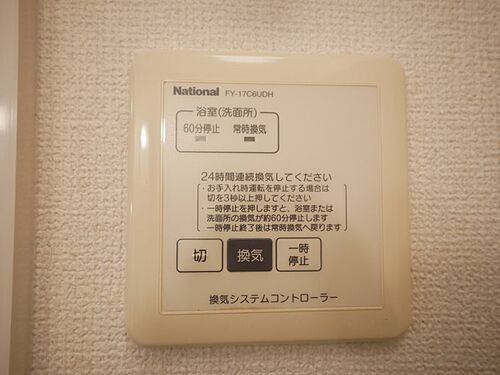 National FY-17C6UDH
浴室(洗面所)
60分停止 常時換気
24時間連続換気してください
・お手入れ時運転を停止する場合は
切を3秒以上押してください
・一時停止を押しますと、浴室または
洗面所の換気が約60分停止します
一時停止終了後は常時換気へ戻ります
切 換気 一時
停止
換気システムコントローラー